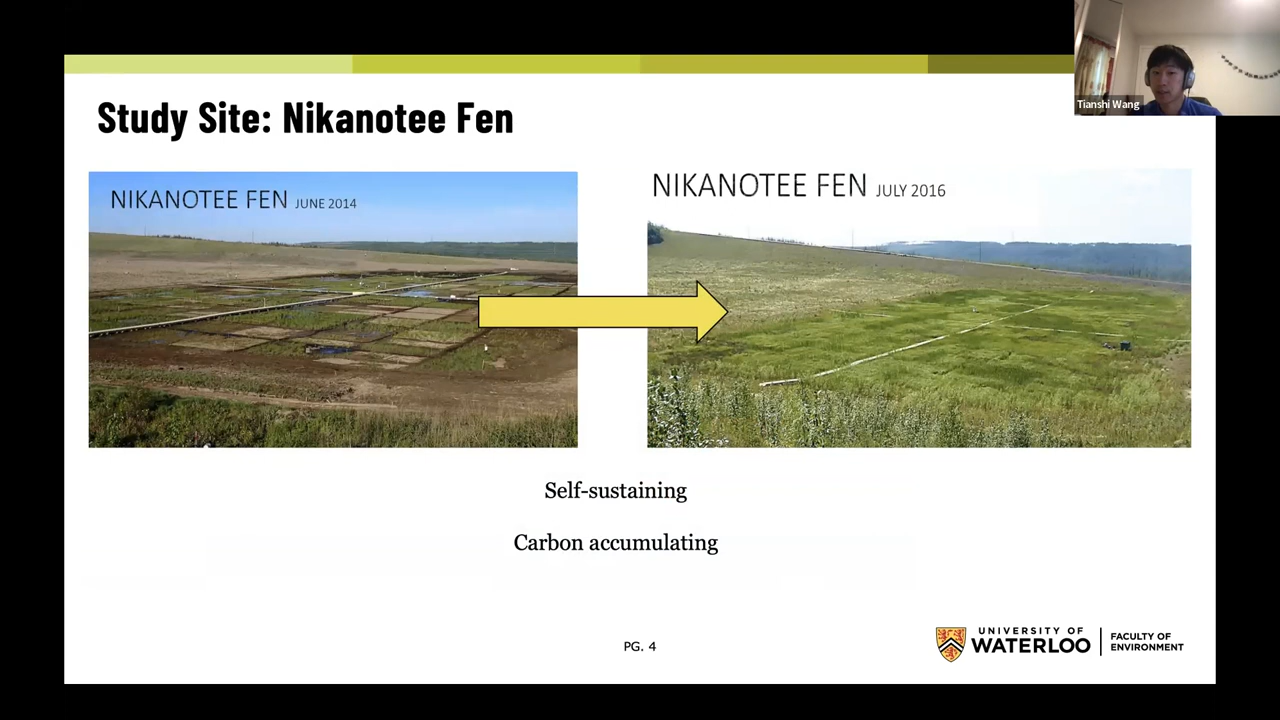 Tianshi Wang
Study Site: Nikanotee Fen
NIKANOTEE FEN JUNE 2014
NIKANOTEE FEN JULY 2016
Self-sustaining
Carbon accumulating
PG. 4
UNIVERSITY OF
WATERLOO
FACULTY OF
ENVIRONMENT